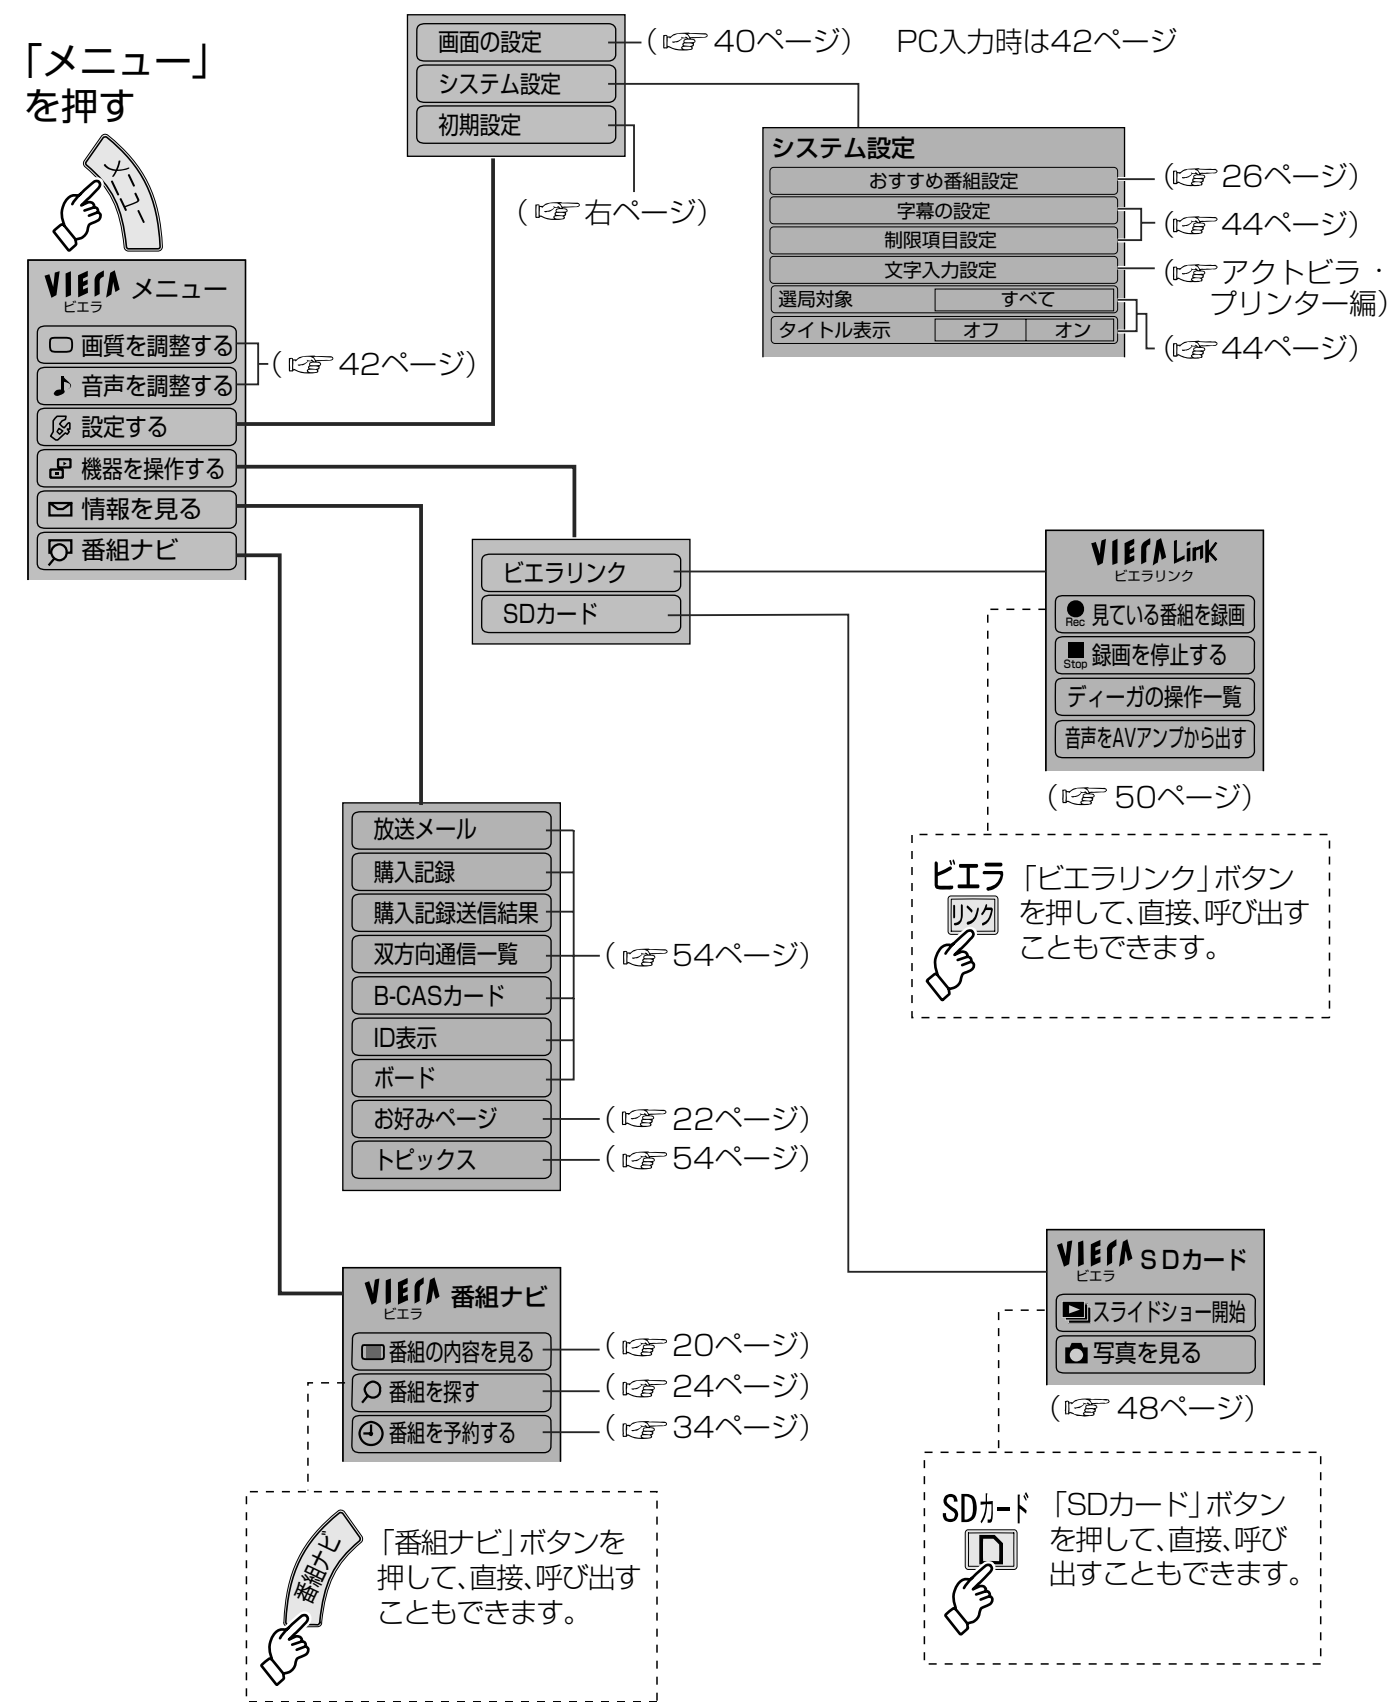 「メニュー」
を押す
メニュー
VIERA メニュー
ビエラ
画質を調整する
音声を調整する
(☞42ページ)
設定する
機器を操作する
情報を見る
番組ナビ
画面の設定
(☞40ページ) PC入力時は42ページ
システム設定
初期設定
(☞右ページ)
システム設定
おすすめ番組設定
(☞26ページ)
字幕の設定
制限項目設定
(☞44ページ)
文字入力設定
(☞アクトビラ・
プリンター編)
選局対象 すべて
タイトル表示 オフ オン
(☞44ページ)
ビエラリンク
SDカード
VIERA Link
ビエラリンク
Rec 見ている番組を録画
Stop 録画を停止する
ディーガの操作一覧
音声をAVアンプから出す
(☞50ページ)
ビエラ
リンク
「ビエラリンク」ボタン
を押して、直接、呼び出す
こともできます。
放送メール
購入記録
購入記録送信結果
双方向通信一覧
(☞54ページ)
B-CASカード
ID表示
ボード
お好みページ
(☞22ページ)
トピックス
(☞54ページ)
VIERA 番組ナビ
ビエラ
番組の内容を見る
(☞20ページ)
番組を探す
(☞24ページ)
番組を予約する
(☞34ページ)
番組ナビ
「番組ナビ」ボタンを
押して、直接、呼び出す
こともできます。
VIERA SDカード
ビエラ
スライドショー開始
写真を見る
(☞48ページ)
SDカード
「SDカード」ボタン
を押して、直接、呼び
出すこともできます。